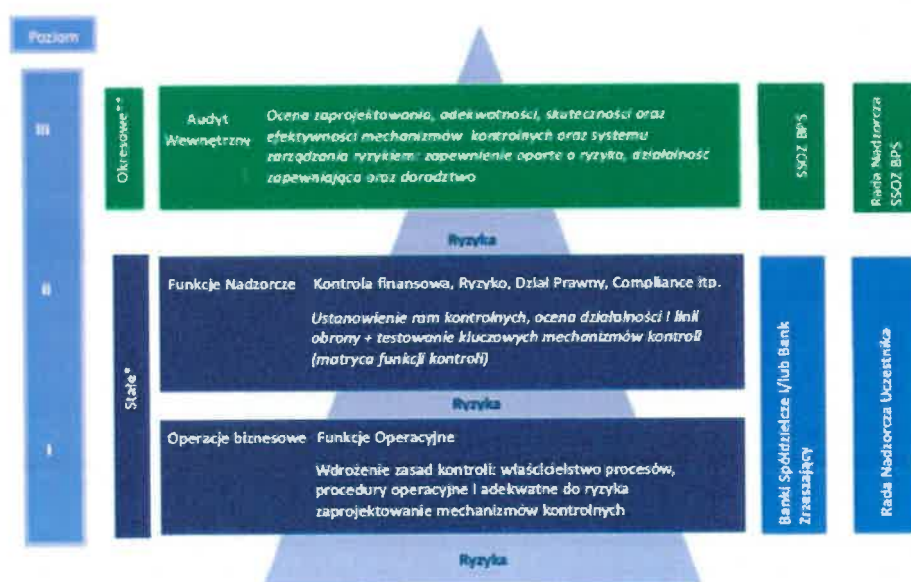 Poziom
III
Okresowe**
Audyt
Wewnętrzny
Ocena zaprojektowania, adekwatności, skuteczności oraz
efektywności mechanizmów kontrolnych oraz systemu
zarządzania ryzykiem: zapewnienie oparte o ryzyko, działalność
zapewniająca oraz doradztwo
SSOZ BPS
Rada Nadzorcza
SSOZ BPS
Ryzyka
II
Stałe*
Funkcje Nadzorcze
Kontrola finansowa, Ryzyko, Dział Prawny, Compliance itp.
Ustanowienie ram kontrolnych, ocena działalności I linii
obrony + testowanie kluczowych mechanizmów kontroli
(matryca funkcji kontroli)
Ryzyka
I
Operacje biznesowe
Funkcje Operacyjne
Wdrożenie zasad kontroli: właścicielstwo procesów,
procedury operacyjne i adekwatne do ryzyka
zaprojektowanie mechanizmów kontrolnych
Banki Spółdzielcze i/lub Bank
Zrzeszający
Rada Nadzorcza Uczestnika
Ryzyka